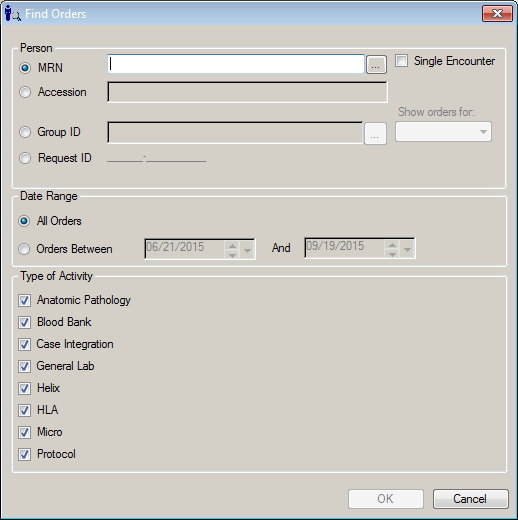 Find Orders
Person
MRN ... Single Encounter
Accession
Show orders for:
Group ID ...
Request ID ______-__________
Date Range
All Orders
Orders Between 06/21/2015 And 09/19/2015
Type of Activity
Anatomic Pathology
Blood Bank
Case Integration
General Lab
Helix
HLA
Micro
Protocol
OK Cancel